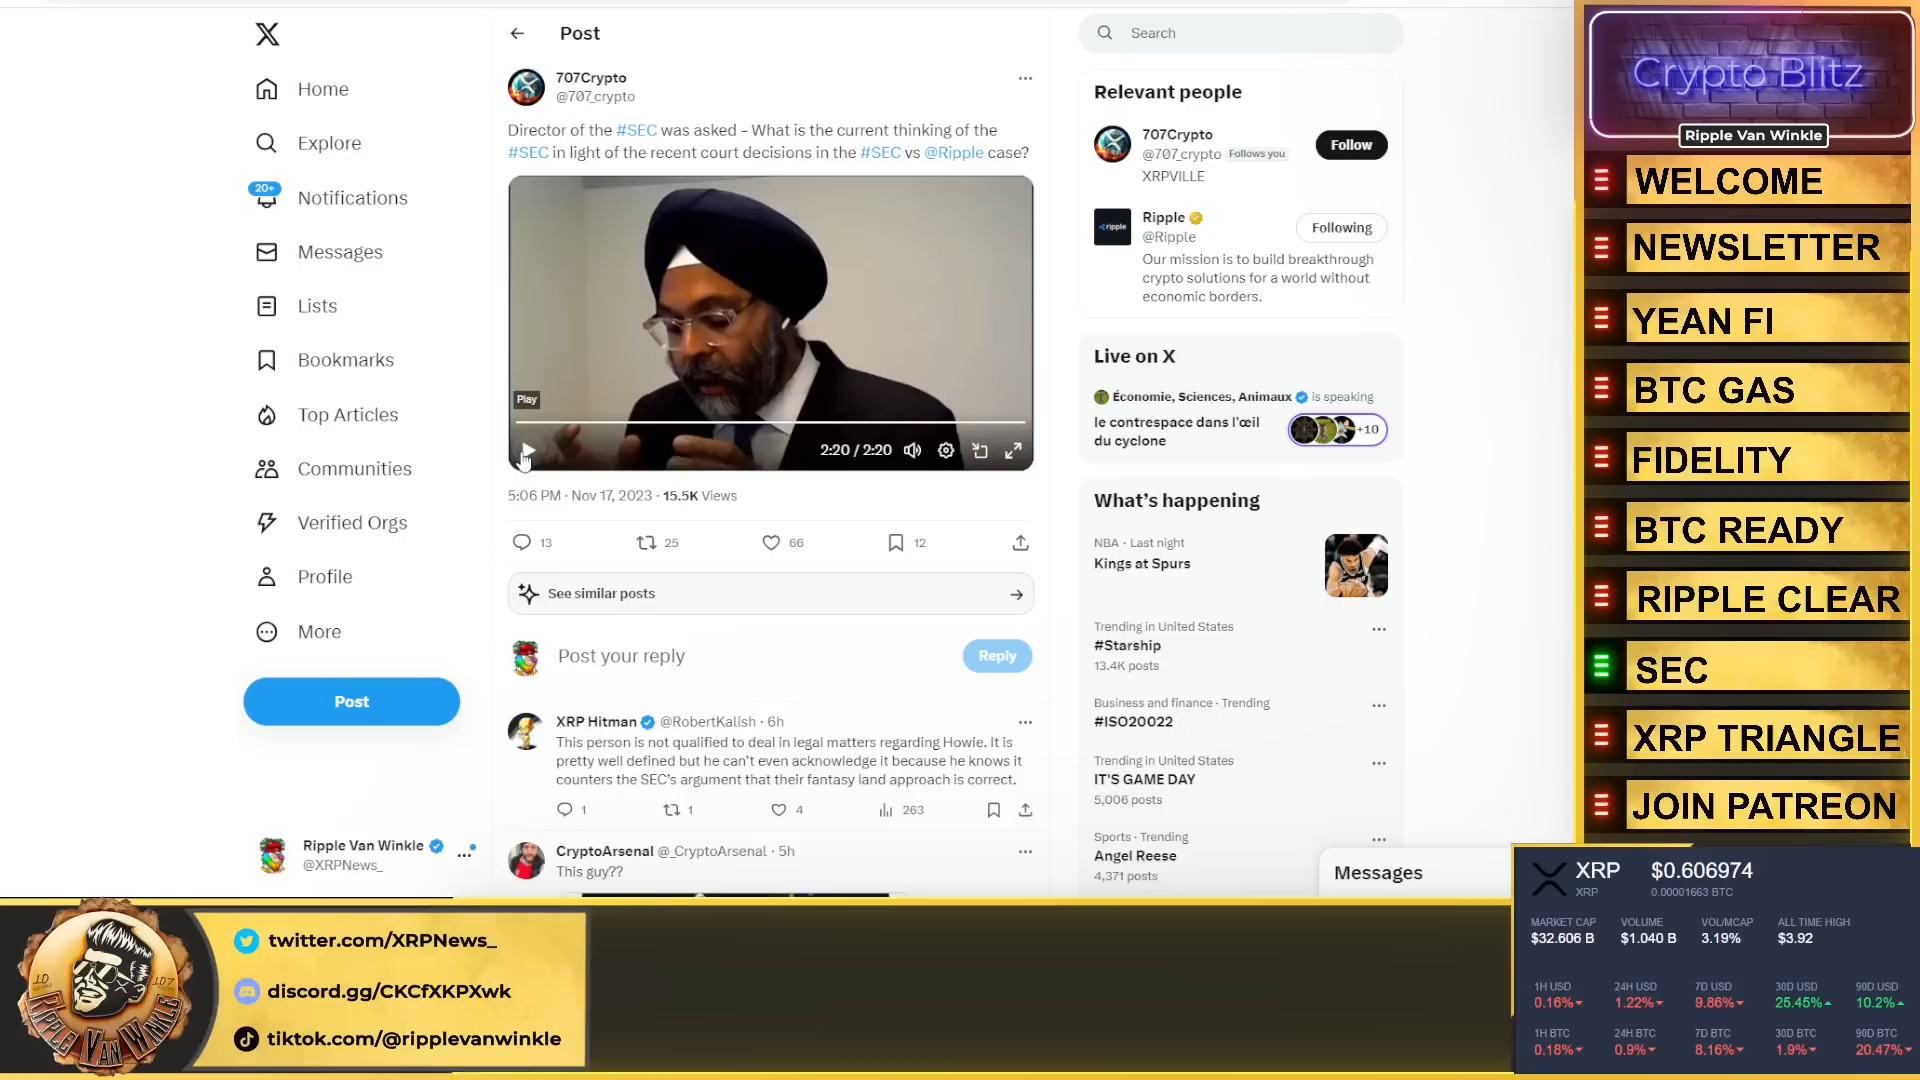 Home
Explore
20+
Notifications
Messages
Lists
Bookmarks
Top Articles
Communities
Verified Orgs
Profile
More
Post
Ripple Van Winkle
@XRPNews_
Post
707Crypto
@707_crypto
Director of the #SEC was asked - What is the current thinking of the
#SEC in light of the recent court decisions in the #SEC vs @Ripple case?
Play
2:20 / 2:20
5:06 PM · Nov 17, 2023 · 15.5K Views
13
25
66
12
See similar posts
Post your reply
Reply
XRP Hitman @RobertKalish · 6h
This person is not qualified to deal in legal matters regarding Howie. It is
pretty well defined but he can't even acknowledge it because he knows it
counters the SEC's argument that their fantasy land approach is correct.
1
1
4
263
CryptoArsenal @_CryptoArsenal · 5h
This guy??
Search
Relevant people
707Crypto
@707_crypto Follows you
XRPVILLE
Follow
ripple
Ripple
@Ripple
Following
Our mission is to build breakthrough
crypto solutions for a world without
economic borders.
Live on X
Économie, Sciences, Animaux is speaking
le contrespace dans l'œil
du cyclone
+10
What's happening
NBA · Last night
Kings at Spurs
Trending in United States
#Starship
13.4K posts
Business and finance · Trending
#ISO20022
Trending in United States
IT'S GAME DAY
5,006 posts
Sports · Trending
Angel Reese
4,371 posts
Messages
Crypto Blitz
Ripple Van Winkle
WELCOME
NEWSLETTER
YEAN FI
BTC GAS
FIDELITY
BTC READY
RIPPLE CLEAR
SEC
XRP TRIANGLE
JOIN PATREON
XRP
XRP
$0.606974
0.00001663 BTC
MARKET CAP
$32.606 B
VOLUME
$1.040 B
VOL/MCAP
3.19%
ALL TIME HIGH
$3.92
1H USD
0.16%
24H USD
1.22%
7D USD
9.86%
30D USD
25.45%
90D USD
10.2%
1H BTC
0.18%
24H BTC
0.9%
7D BTC
8.16%
30D BTC
1.9%
90D BTC
20.47%
10
107
RIPPLE VAN WINKLE
twitter.com/XRPNews_
discord.gg/CKCfXKPXwk
tiktok.com/@ripplevanwinkle